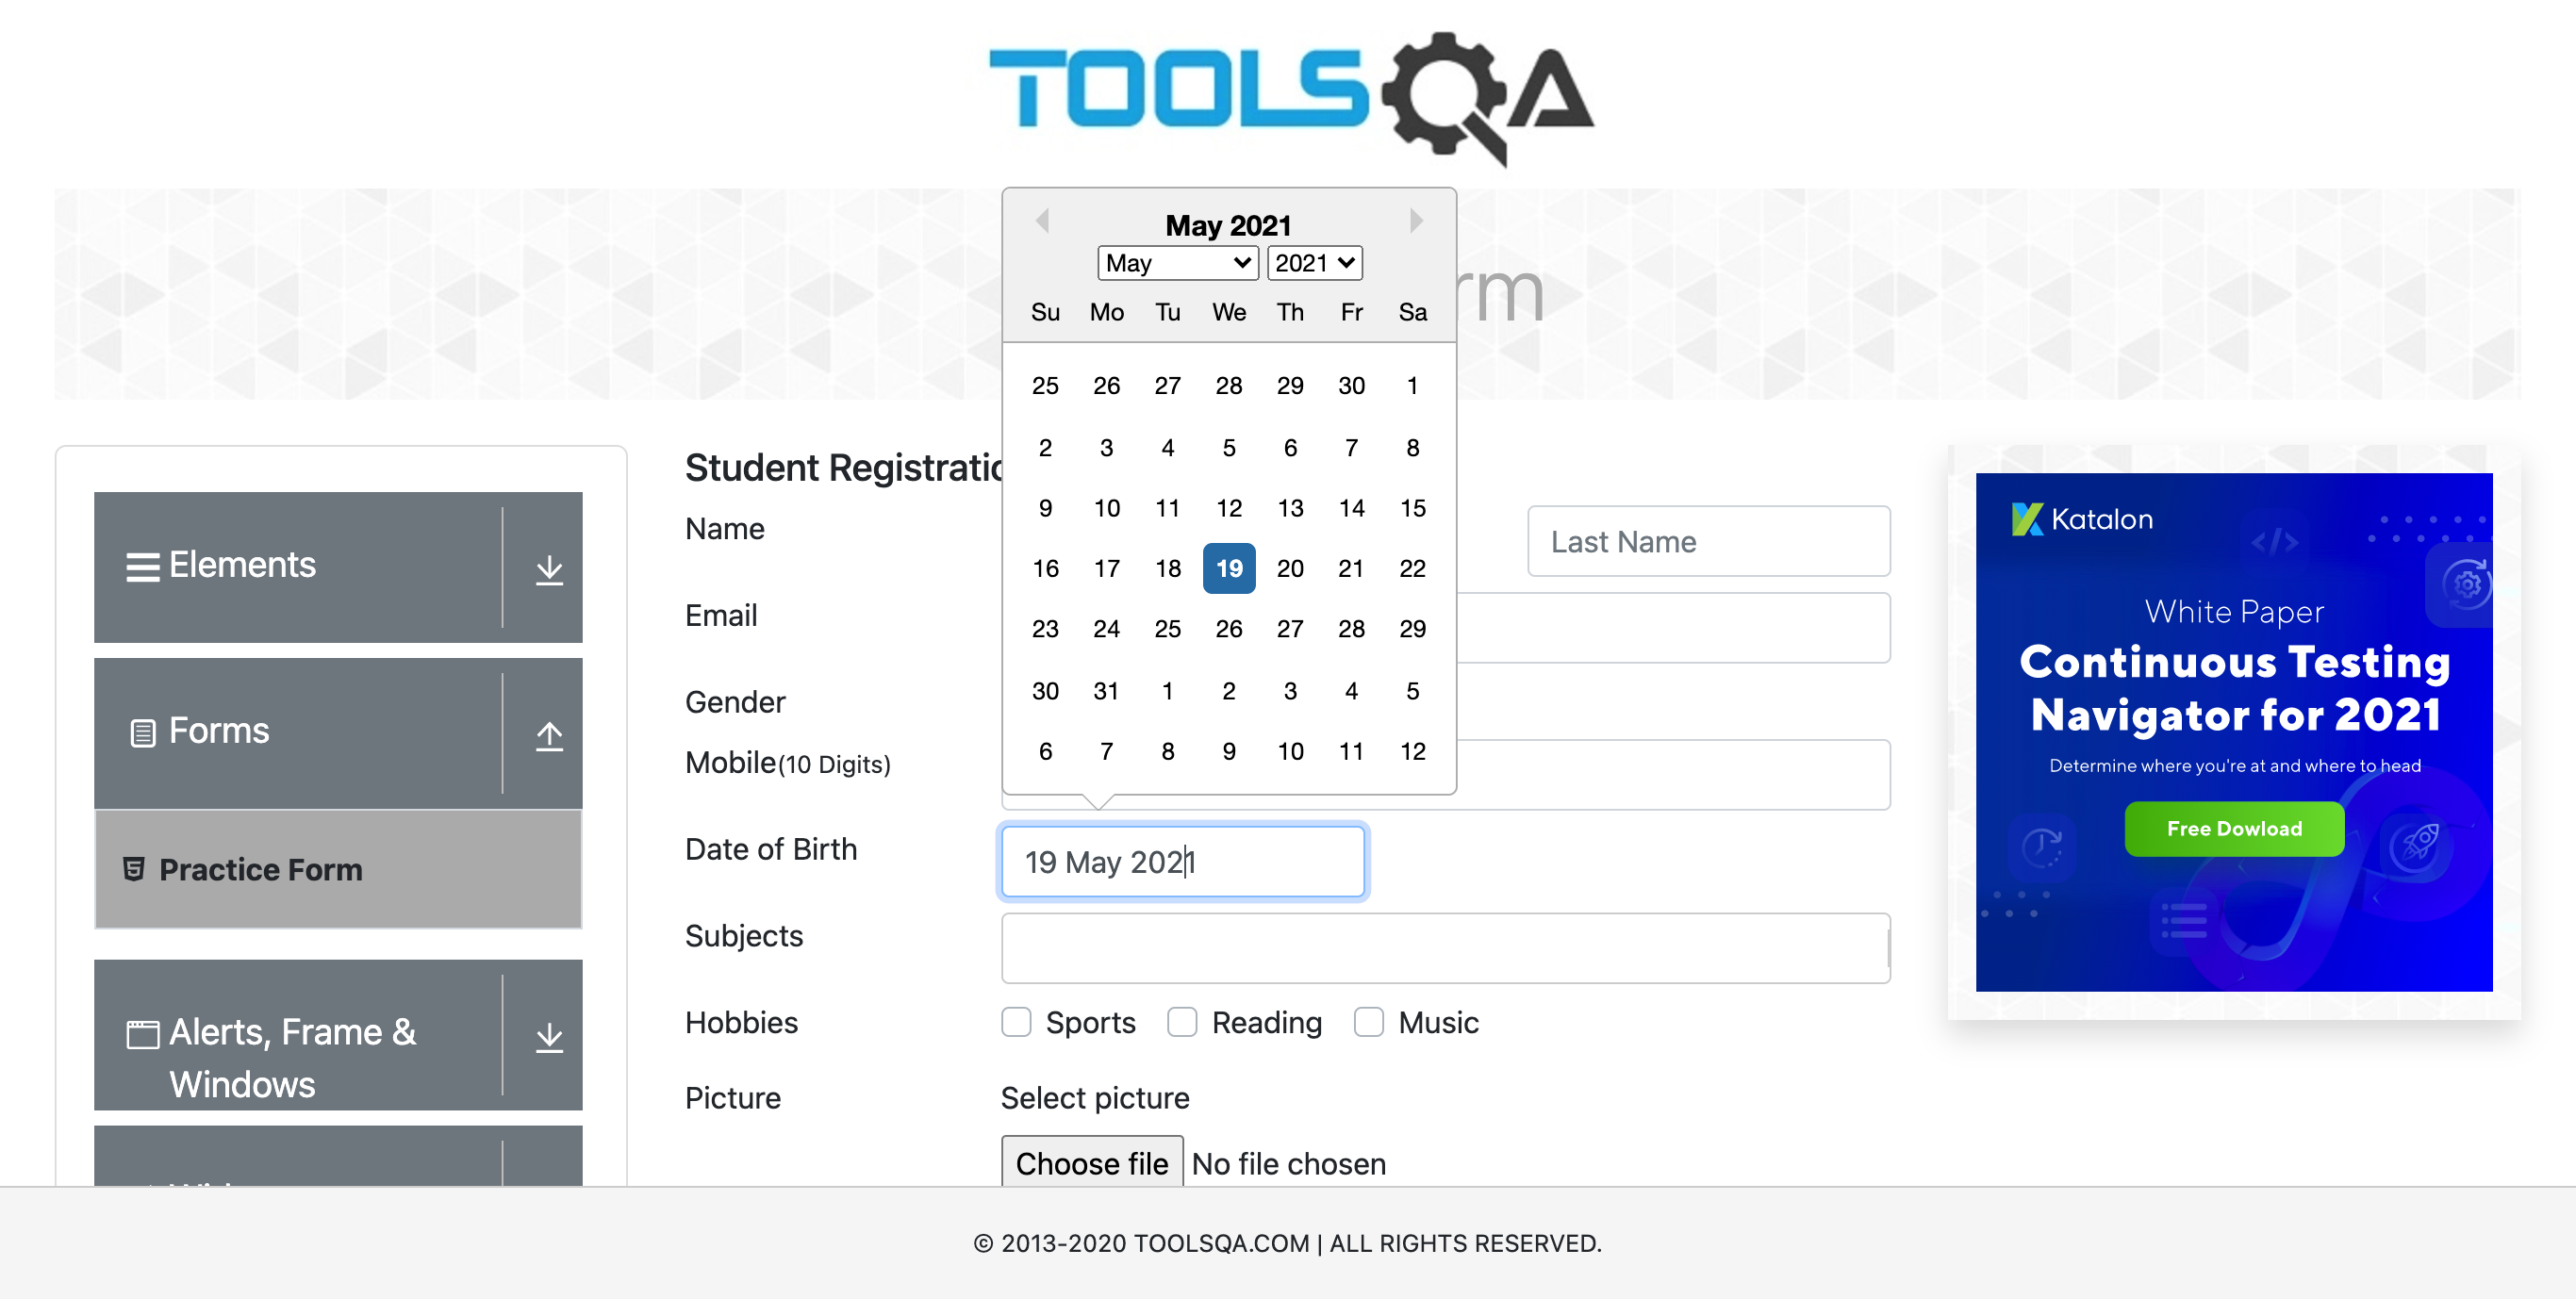 TOOLSQA
May 2021
May 2021
Su Mo Tu We Th Fr Sa
25 26 27 28 29 30 1
2 3 4 5 6 7 8
9 10 11 12 13 14 15
16 17 18 19 20 21 22
23 24 25 26 27 28 29
30 31 1 2 3 4 5
6 7 8 9 10 11 12
rm
Elements
Forms
Practice Form
Alerts, Frame &
Windows
Student Registratio
Name
Last Name
Email
Gender
Mobile(10 Digits)
Date of Birth
19 May 2021
Subjects
Hobbies
Sports Reading Music
Picture
Select picture
Choose file No file chosen
Katalon
</>
White Paper
Continuous Testing
Navigator for 2021
Determine where you're at and where to head
Free Dowload
© 2013-2020 TOOLSQA.COM | ALL RIGHTS RESERVED.